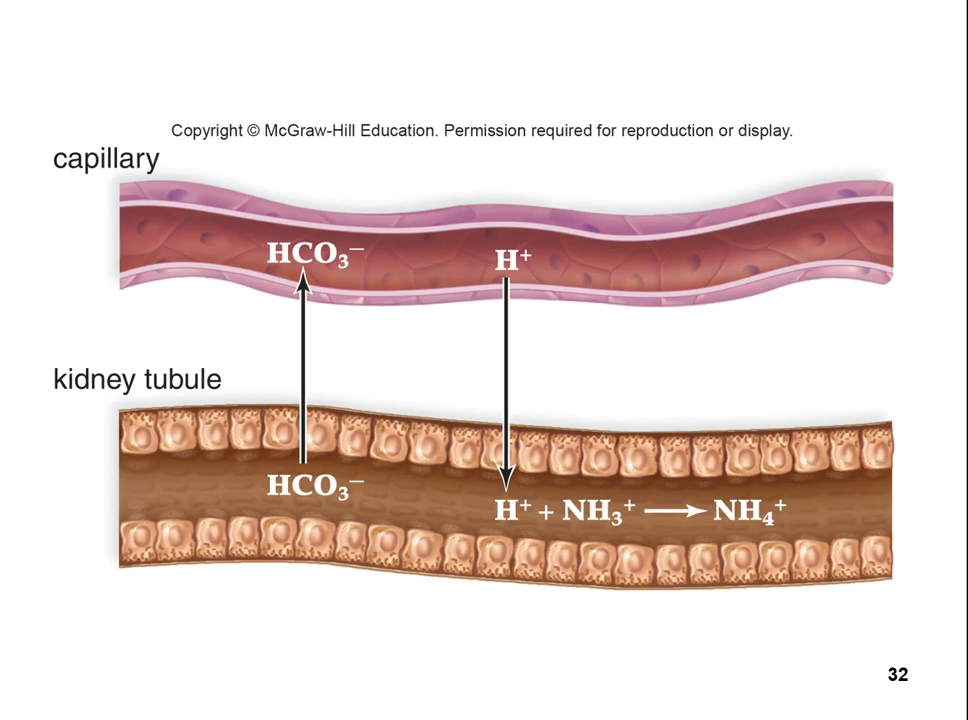 Copyright © McGraw-Hill Education. Permission required for reproduction or display.
capillary
HCO₃⁻ H⁺
kidney tubule
HCO₃⁻
H⁺ + NH₃⁺ ⟶ NH₄⁺
32